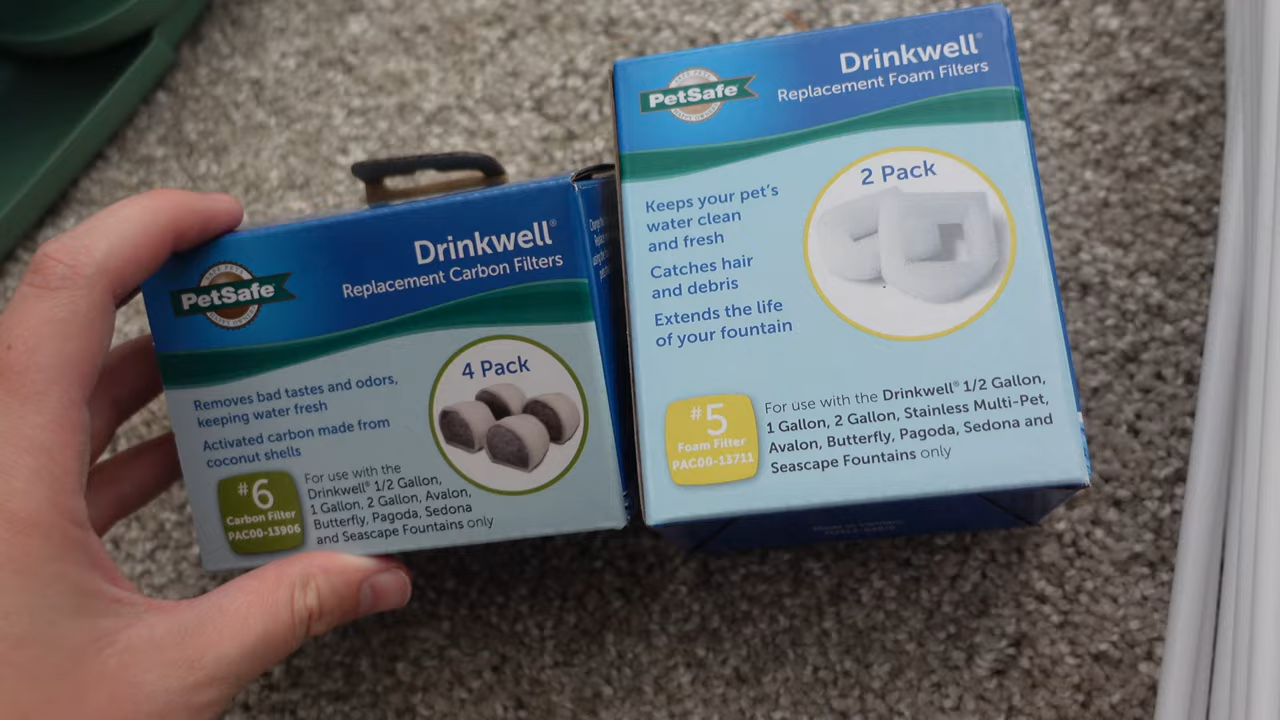 Drinkwell®
Replacement Carbon Filters
PetSafe®
4 Pack
Removes bad tastes and odors,
keeping water fresh
Activated carbon made from
coconut shells
#6
Carbon Filter
PAC00-13906
For use with the
Drinkwell® 1/2 Gallon,
1 Gallon, 2 Gallon, Avalon,
Butterfly, Pagoda, Sedona
and Seascape Fountains only
Drinkwell®
Replacement Foam Filters
PetSafe®
2 Pack
Keeps your pet's
water clean
and fresh
Catches hair
and debris
Extends the life
of your fountain
#5
Foam Filter
PAC00-13711
For use with the Drinkwell® 1/2 Gallon,
1 Gallon, 2 Gallon, Stainless Multi-Pet,
Avalon, Butterfly, Pagoda, Sedona and
Seascape Fountains only